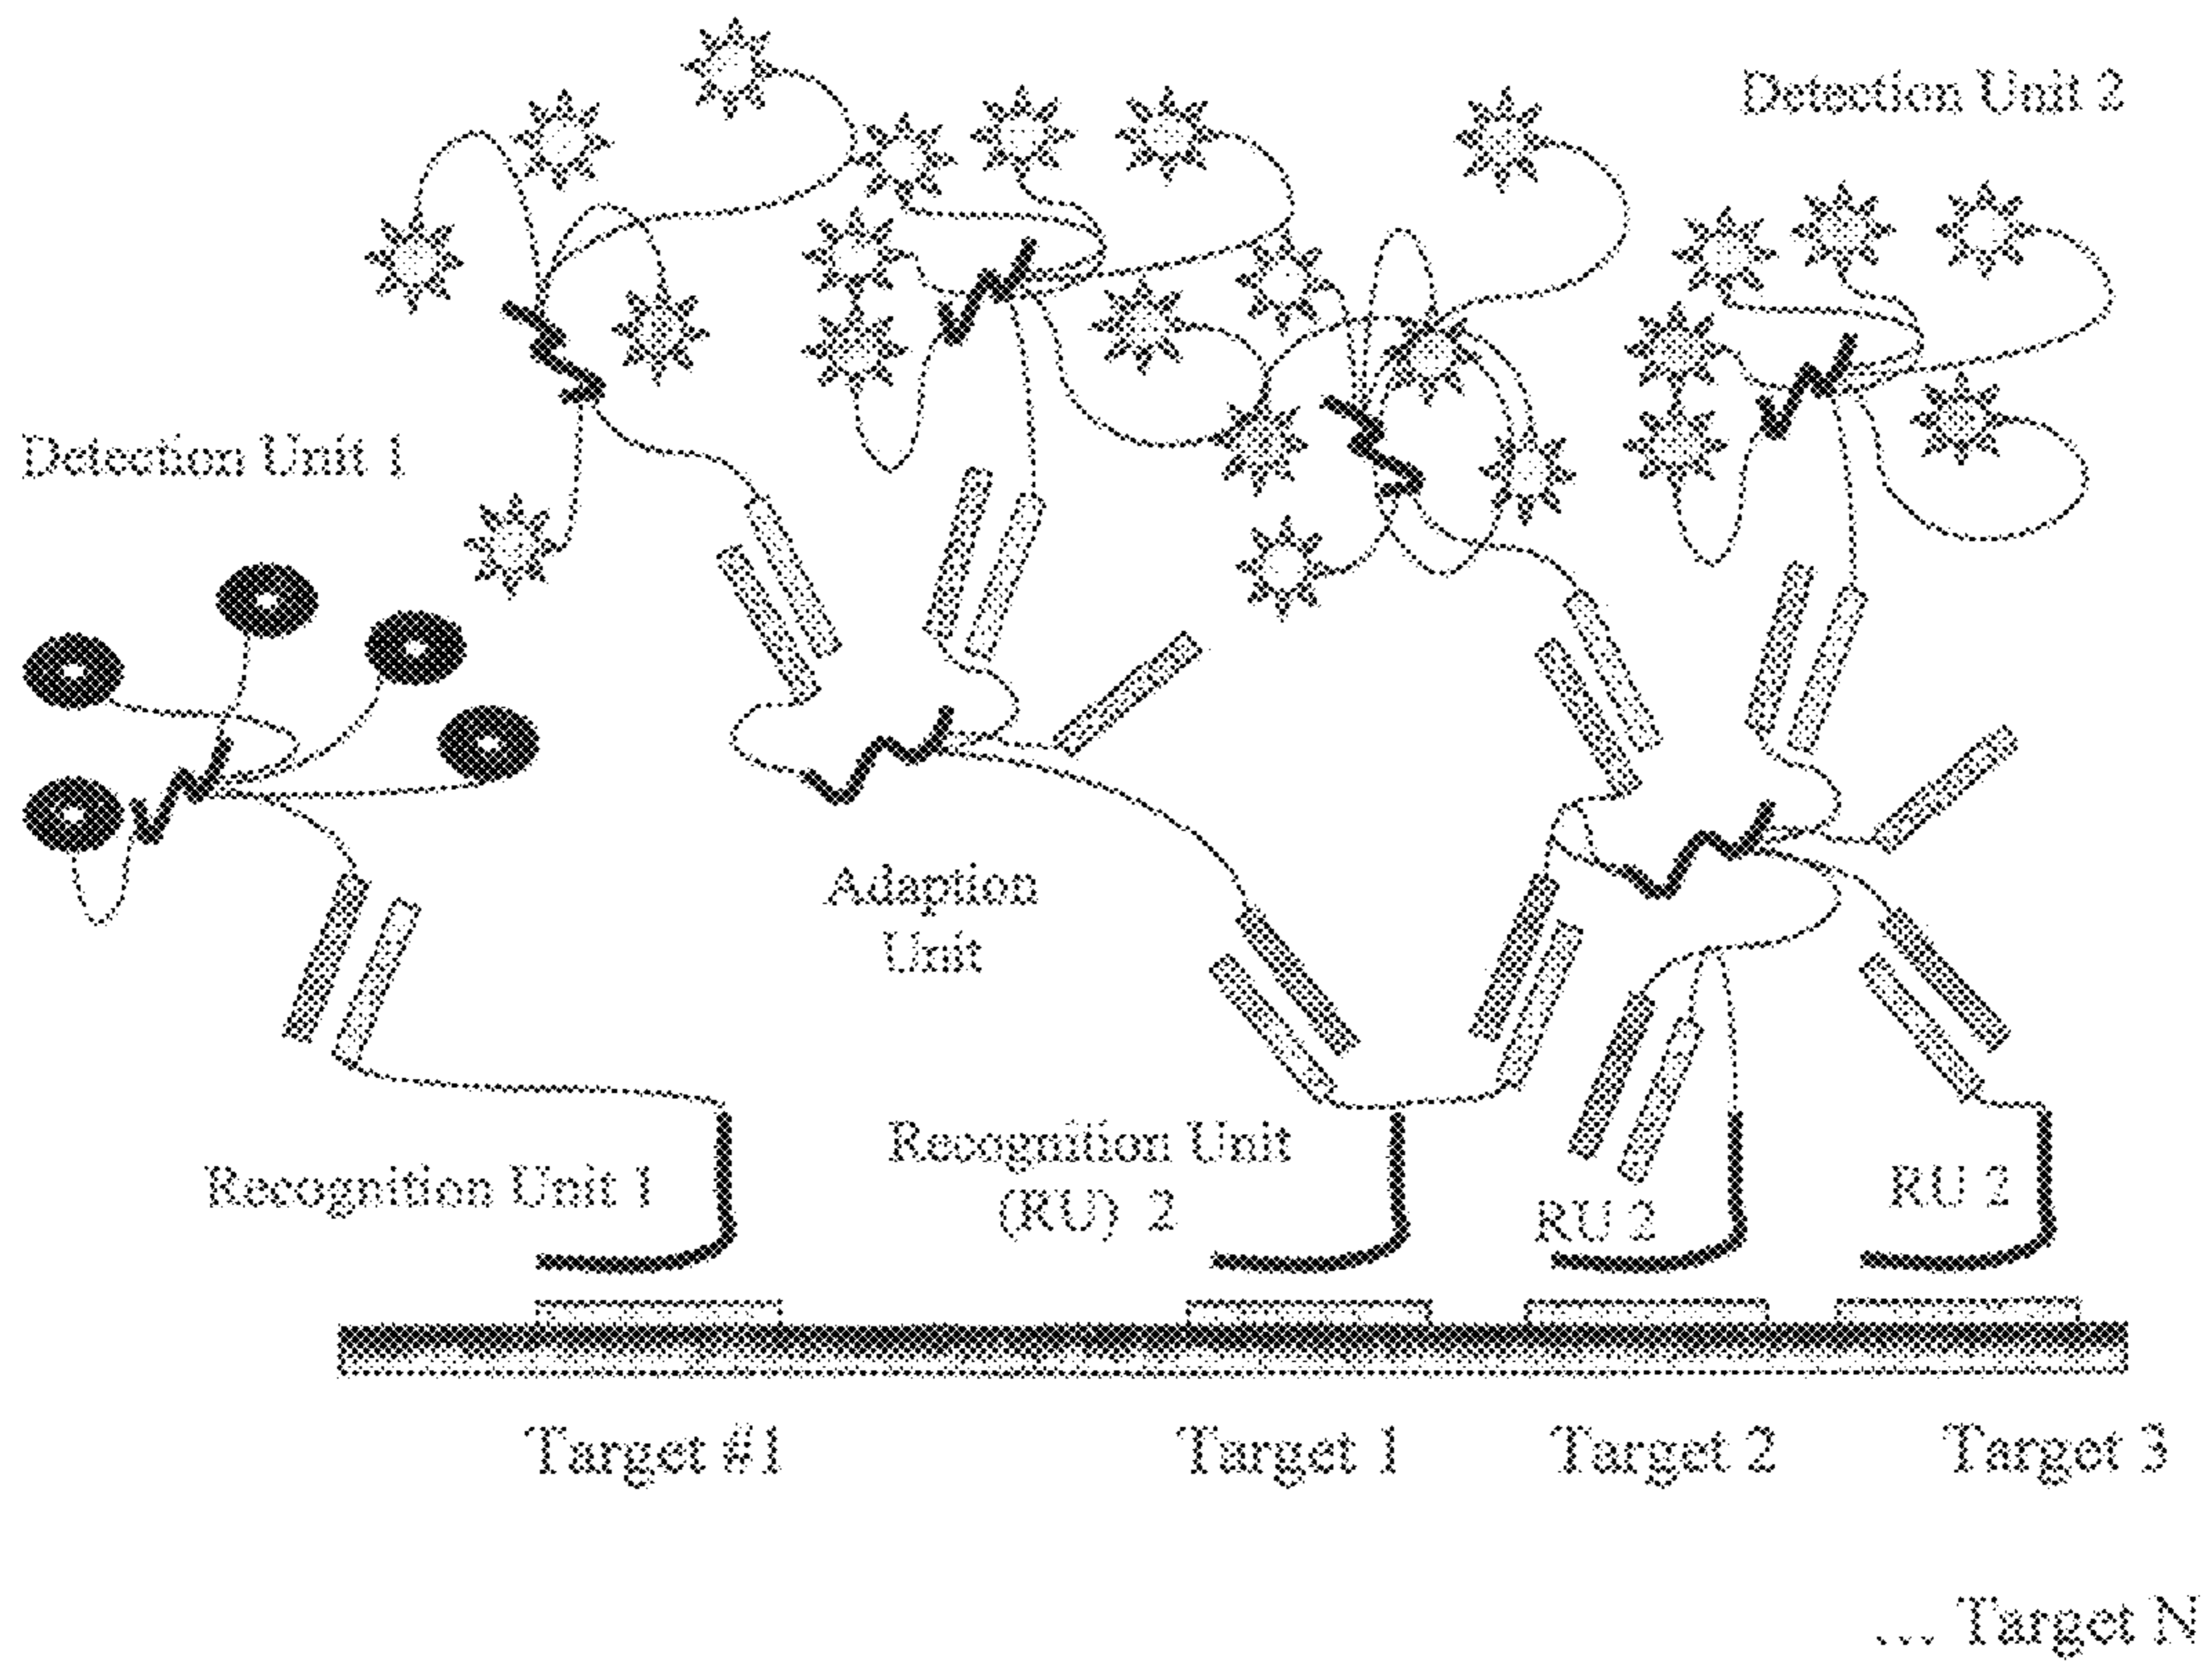 Detection Unit 2
Detection Unit 1
Adaption
Unit
Recognition Unit 1
Recognition Unit
(RU) 2
RU 2
RU 2
Target #1
Target 1
Target 2
Target 3
... Target N